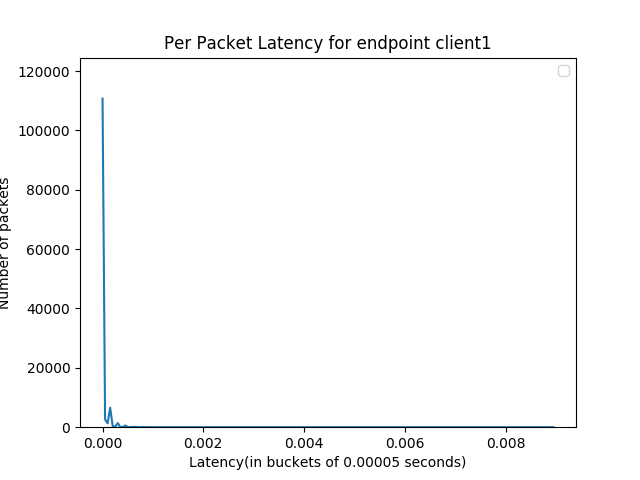 Per Packet Latency for endpoint client1
120000
100000
80000
60000
40000
20000
0
Number of packets
0.000 0.002 0.004 0.006 0.008
Latency(in buckets of 0.00005 seconds)